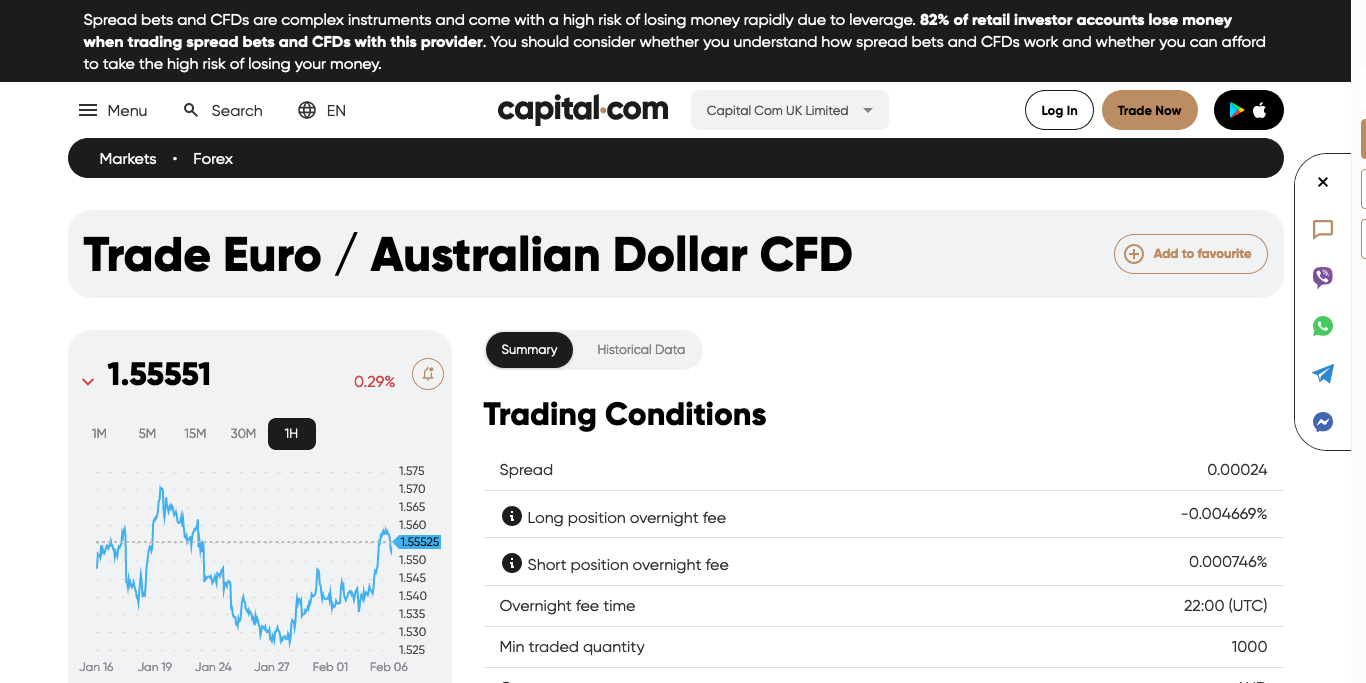 Spread bets and CFDs are complex instruments and come with a high risk of losing money rapidly due to leverage. 82% of retail investor accounts lose money
when trading spread bets and CFDs with this provider. You should consider whether you understand how spread bets and CFDs work and whether you can afford
to take the high risk of losing your money.
Menu
Search
EN
capital.com
Capital Com UK Limited
Log In
Trade Now
Markets • Forex
Trade Euro / Australian Dollar CFD
Add to favourite
1.55551
0.29%
1M 5M 15M 30M 1H
1.575
1.570
1.565
1.560
1.55525
1.550
1.545
1.540
1.535
1.530
1.525
Jan 16 Jan 19 Jan 24 Jan 27 Feb 01 Feb 06
Summary Historical Data
Trading Conditions
Spread 0.00024
Long position overnight fee -0.004669%
Short position overnight fee 0.000746%
Overnight fee time 22:00 (UTC)
Min traded quantity 1000